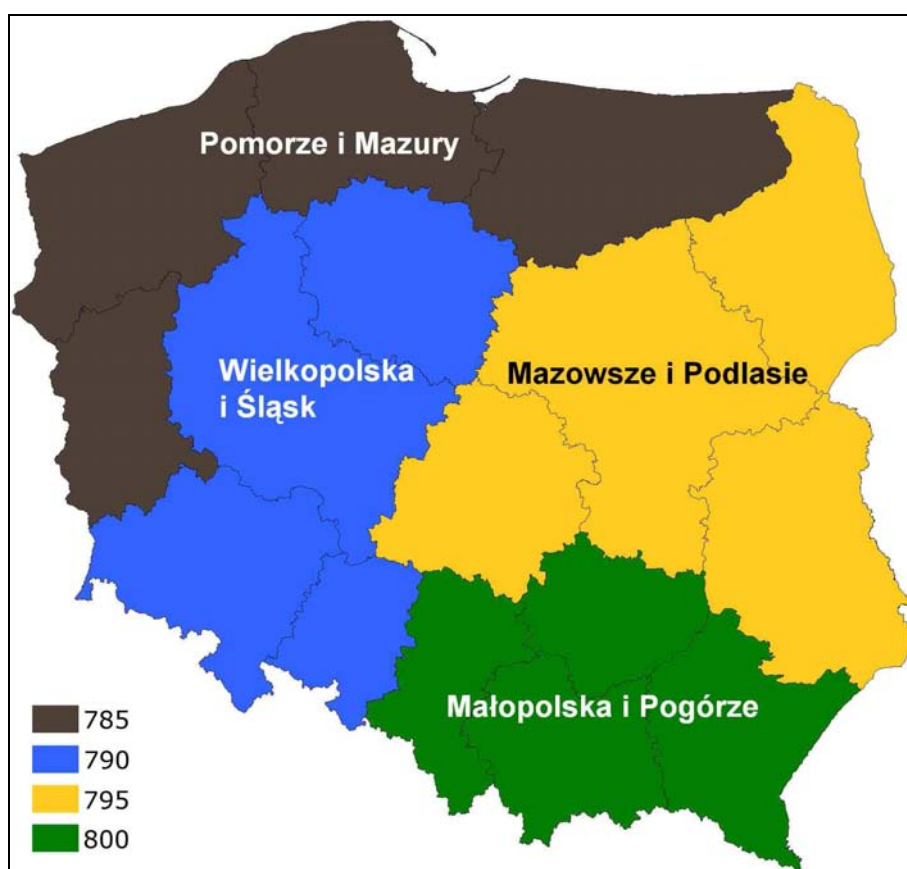 Pomorze i Mazury
Wielkopolska
i Śląsk
Mazowsze i Podlasie
Małopolska i Pogórze
785
790
795
800